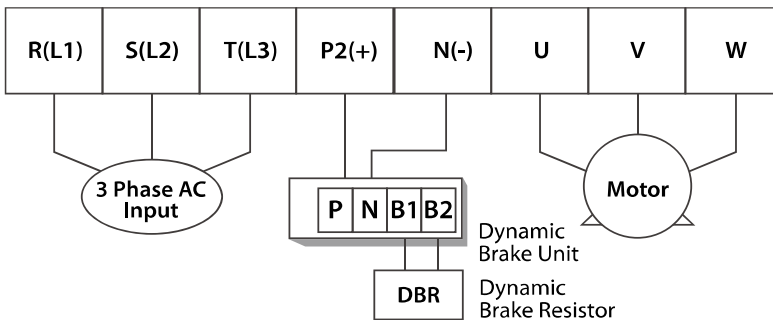 R(L1) S(L2) T(L3) P2(+) N(-) U V W
3 Phase AC
Input
Motor
P N B1 B2
Dynamic
Brake Unit
DBR
Dynamic
Brake Resistor